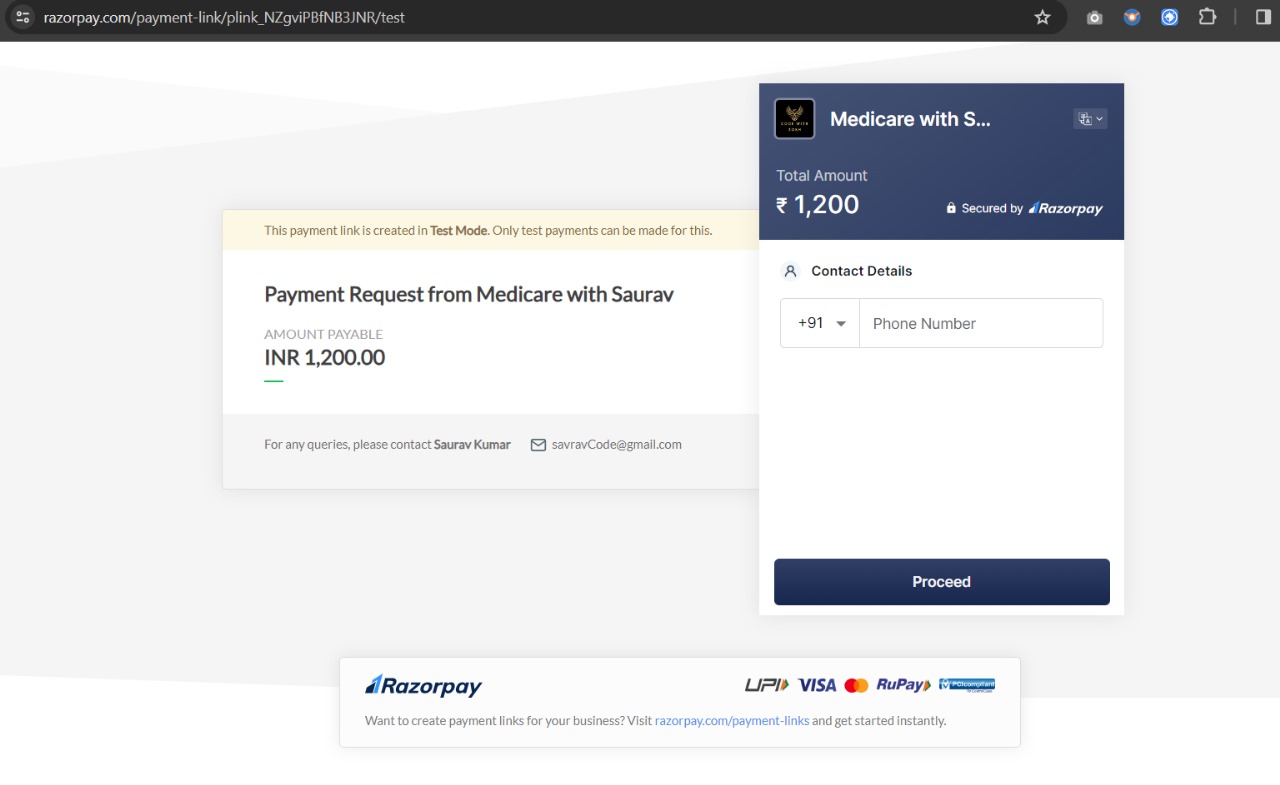 razorpay.com/payment-link/plink_NZgviPBfNB3JNR/test
This payment link is created in Test Mode. Only test payments can be made for this.
Payment Request from Medicare with Saurav
AMOUNT PAYABLE
INR 1,200.00
For any queries, please contact Saurav Kumar savravCode@gmail.com
CODE WITH
Medicare with S...
Total Amount
₹ 1,200
Secured by Razorpay
Contact Details
+91 Phone Number
Proceed
Razorpay
UPI VISA RuPay PCI compliant
Want to create payment links for your business? Visit razorpay.com/payment-links and get started instantly.